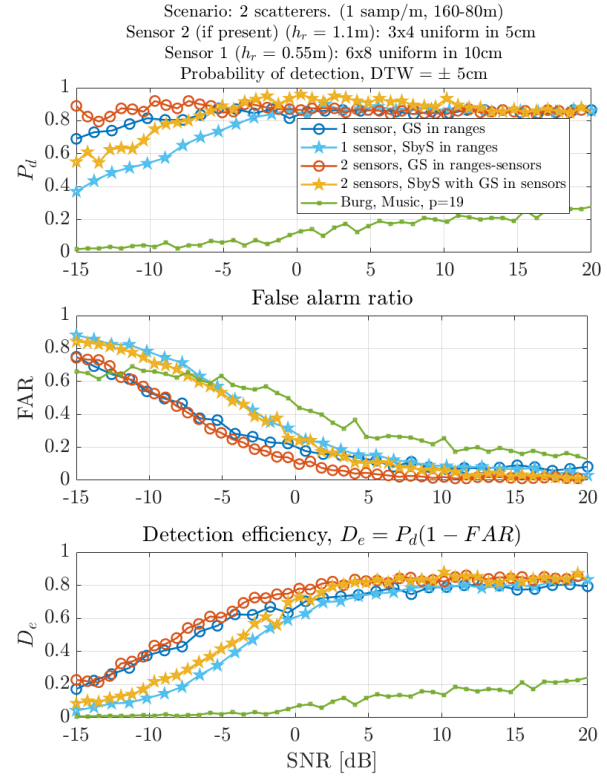 Scenario: 2 scatterers. (1 samp/m, 160-80m)
Sensor 2 (if present) (h_r = 1.1m): 3x4 uniform in 5cm
Sensor 1 (h_r = 0.55m): 6x8 uniform in 10cm
Probability of detection, DTW = ± 5cm
1
0.8
0.6
0.4
0.2
0
P_d
1 sensor, GS in ranges
1 sensor, SbyS in ranges
2 sensors, GS in ranges-sensors
2 sensors, SbyS with GS in sensors
Burg, Music, p=19
-15 -10 -5 0 5 10 15 20
False alarm ratio
1
0.8
0.6
0.4
0.2
0
FAR
-15 -10 -5 0 5 10 15 20
Detection efficiency, D_e = P_d(1 − FAR)
1
0.8
0.6
0.4
0.2
0
D_e
-15 -10 -5 0 5 10 15 20
SNR [dB]